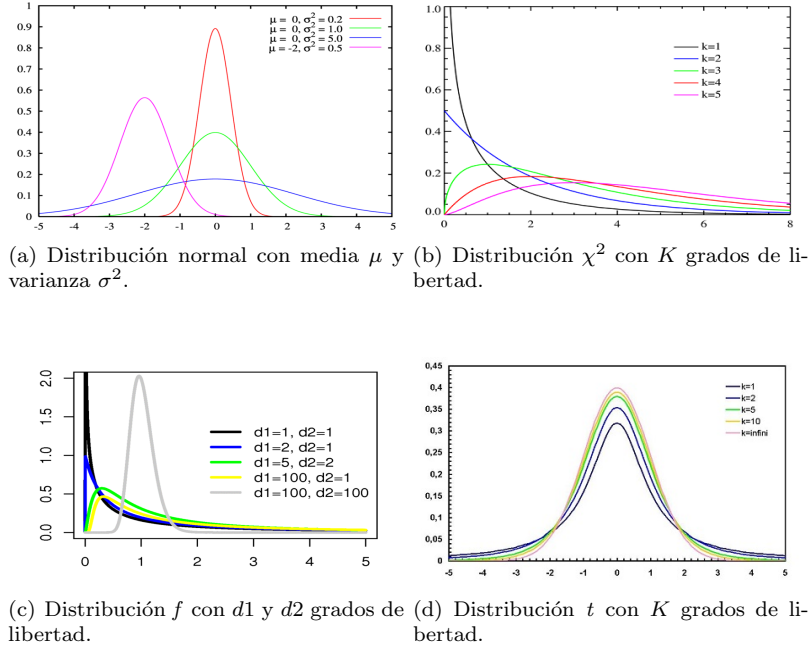 μ = 0, σ² = 0.2
μ = 0, σ² = 1.0
μ = 0, σ² = 5.0
μ = -2, σ² = 0.5
1
0.9
0.8
0.7
0.6
0.5
0.4
0.3
0.2
0.1
0
-5 -4 -3 -2 -1 0 1 2 3 4 5
(a) Distribución normal con media μ y
varianza σ².
1.0
0.8
0.6
0.4
0.2
0.0
k=1
k=2
k=3
k=4
k=5
0 2 4 6 8
(b) Distribución χ² con K grados de li-
bertad.
2.0
1.5
1.0
0.5
0.0
d1=1, d2=1
d1=2, d2=1
d1=5, d2=2
d1=100, d2=1
d1=100, d2=100
0 1 2 3 4 5
(c) Distribución f con d1 y d2 grados de
libertad.
0,45
0,4
0,35
0,3
0,25
0,2
0,15
0,1
0,05
0
k=1
k=2
k=5
k=10
k=infini
-5 -4 -3 -2 -1 0 1 2 3 4 5
(d) Distribución t con K grados de li-
bertad.